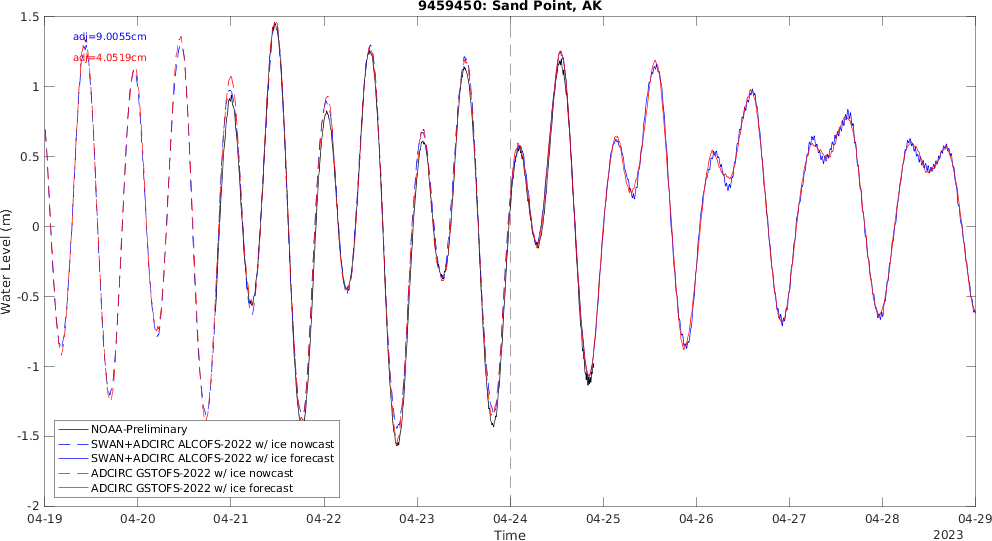 9459450: Sand Point, AK
adj=9.0055cm
adj=4.0519cm
Water Level (m)
1.5
1
0.5
0
-0.5
-1
-1.5
-2
NOAA-Preliminary
SWAN+ADCIRC ALCOFS-2022 w/ ice nowcast
SWAN+ADCIRC ALCOFS-2022 w/ ice forecast
ADCIRC GSTOFS-2022 w/ ice nowcast
ADCIRC GSTOFS-2022 w/ ice forecast
04-19 04-20 04-21 04-22 04-23 04-24 04-25 04-26 04-27 04-28 04-29
Time
2023